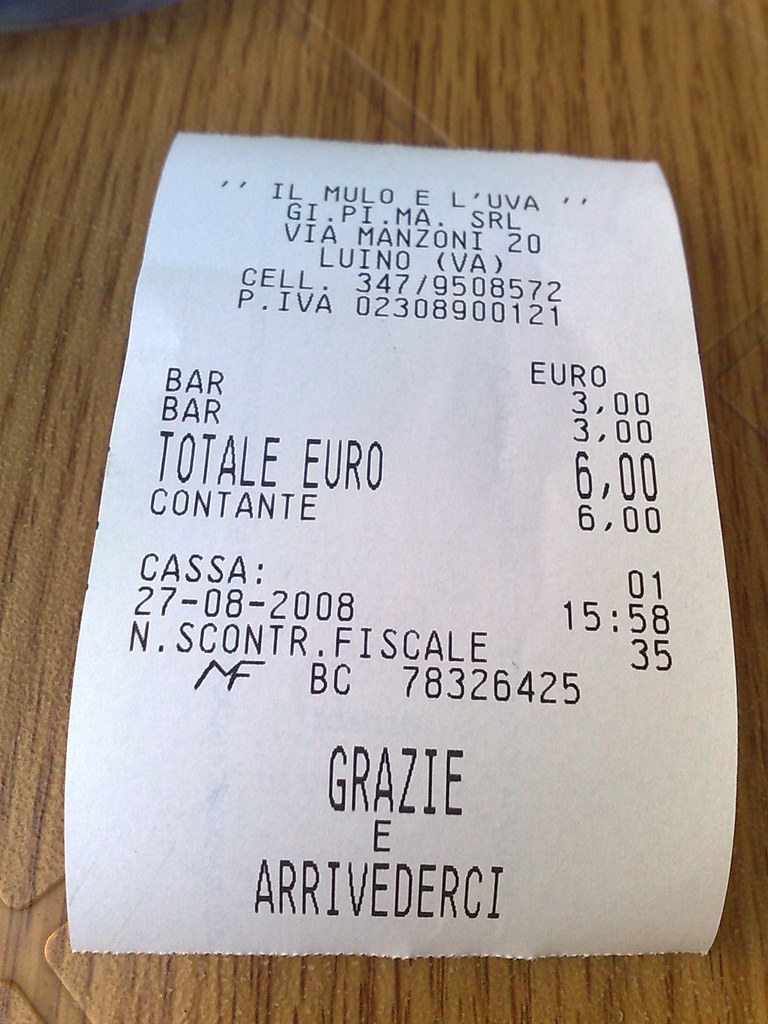 '' IL MULO E L'UVA ''
GI.PI.MA. SRL
VIA MANZONI 20
LUINO (VA)
CELL. 347/9508572
P.IVA 02308900121
EURO
BAR 3,00
BAR 3,00
TOTALE EURO 6,00
CONTANTE 6,00
CASSA: 01
27-08-2008 15:58
N.SCONTR.FISCALE 35
MF BC 78326425
GRAZIE
E
ARRIVEDERCI